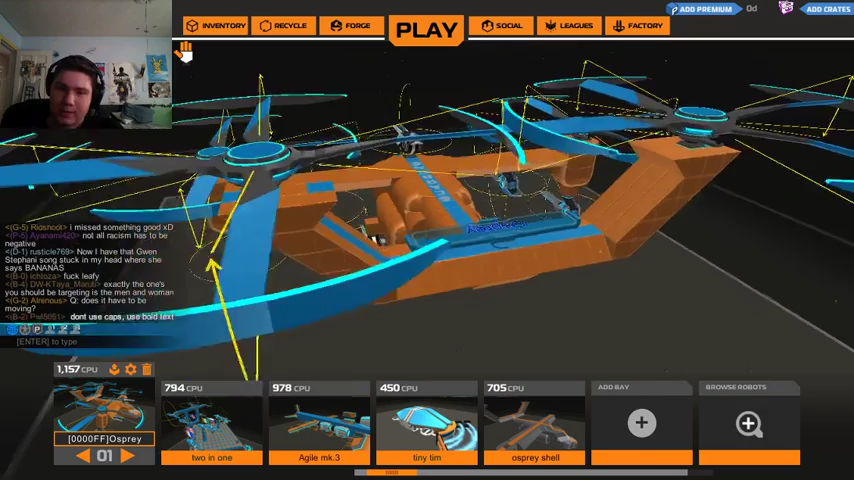 INVENTORY RECYCLE FORGE PLAY SOCIAL LEAGUES FACTORY ADD PREMIUM 0d ADD CRATES
<(G-5) Ridshot> i missed something good xD
<(P-5) Ayanami420> not all racism has to be
negative
<(D-1) rusticle769> Now I have that Gwen
Stephani song stuck in my head where she
says BANANAS
<(B-0) ichtoza> fuck leafy
<(B-4) DW-KTaya_Maruti> exactly the one's
you should be targeting is the men and woman
<(G-2) Alrenous> Q: does it have to be
moving?
dont use caps, use bold text
[ENTER] to type
1,157 CPU
794 CPU
978 CPU
450 CPU
705 CPU
ADD BAY
BROWSE ROBOTS
[0000FF]Osprey
two in one
Agile mk.3
tiny tim
osprey shell
01